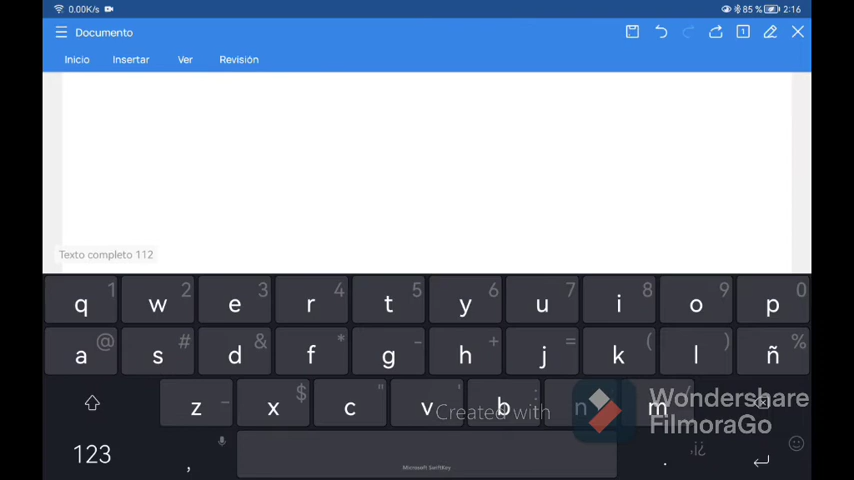 0.00K/s 85 % 2:16
Documento 1
Inicio Insertar Ver Revisión
Texto completo 112
q 1 w 2 e 3 r 4 t 5 y 6 u 7 i 8 o 9 p 0
a @ s # d & f * g - h + j = k ( l ) ñ %
z _ x $ c " v ' b : n ; m /
Created with Wondershare FilmoraGo
123 , Microsoft SwiftKey . ,¡¿